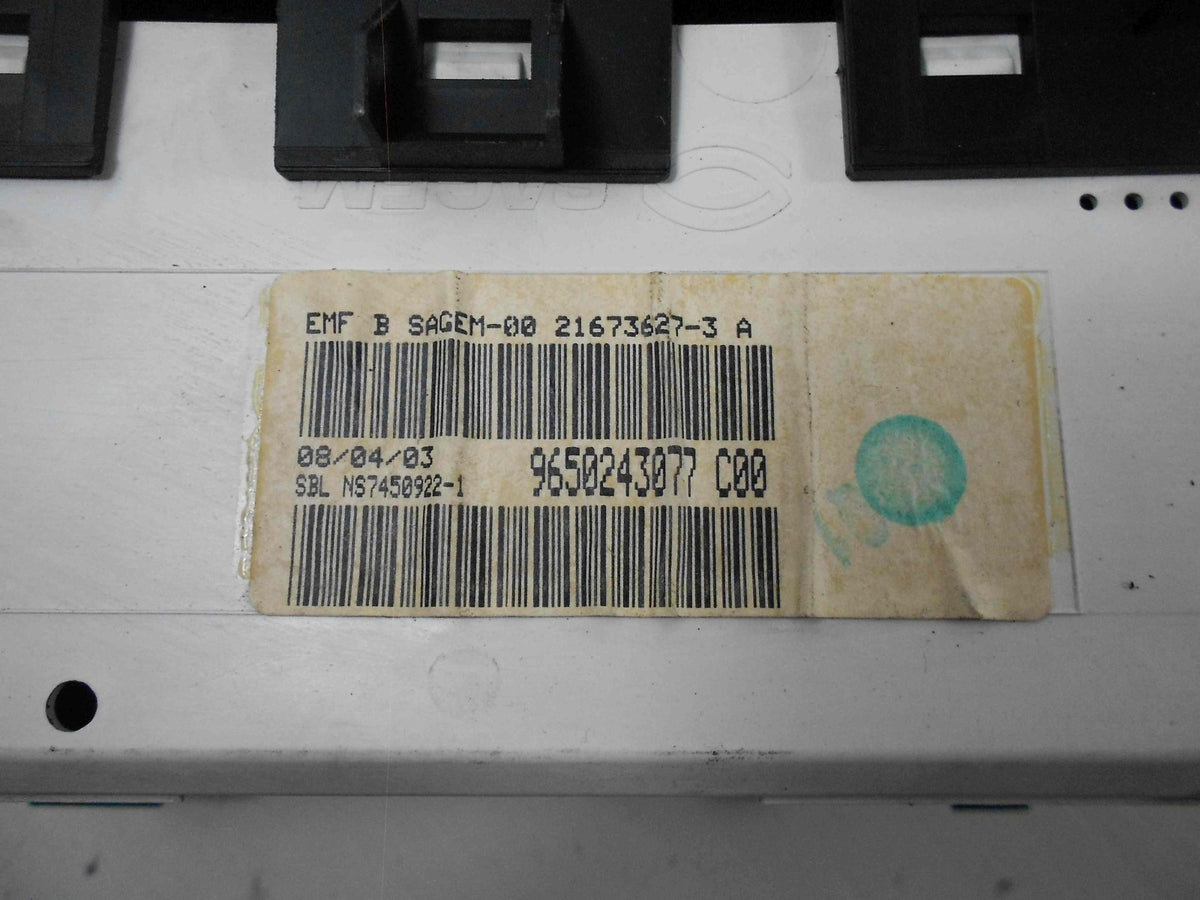 SAGEM
EMF B SAGEM-00 21673627-3 A
08/04/03
9650243077 C00
SBL NS7450922-1